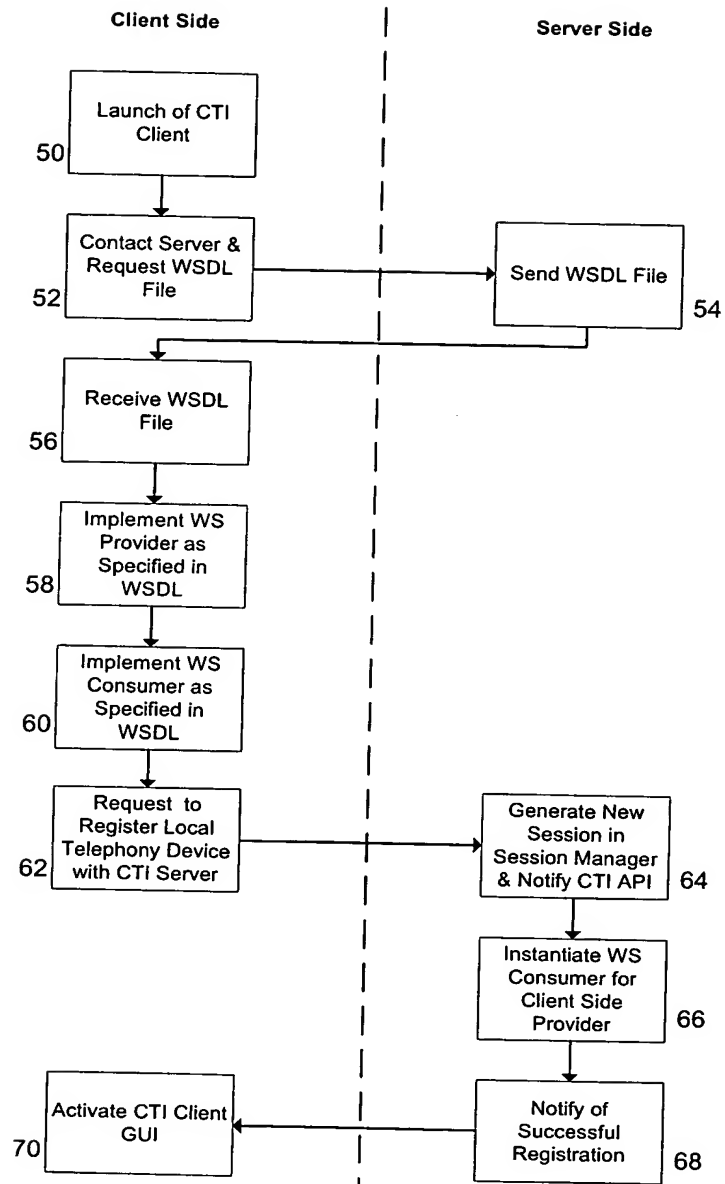 Client Side
Server Side
Launch of CTI
Client
50
Contact Server &
Request WSDL
File
52
Send WSDL File
54
Receive WSDL
File
56
Implement WS
Provider as
Specified in
WSDL
58
Implement WS
Consumer as
Specified in
WSDL
60
Request to
Register Local
Telephony Device
with CTI Server
62
Generate New
Session in
Session Manager
& Notify CTI API
64
Instantiate WS
Consumer for
Client Side
Provider
66
Notify of
Successful
Registration
68
Activate CTI Client
GUI
70